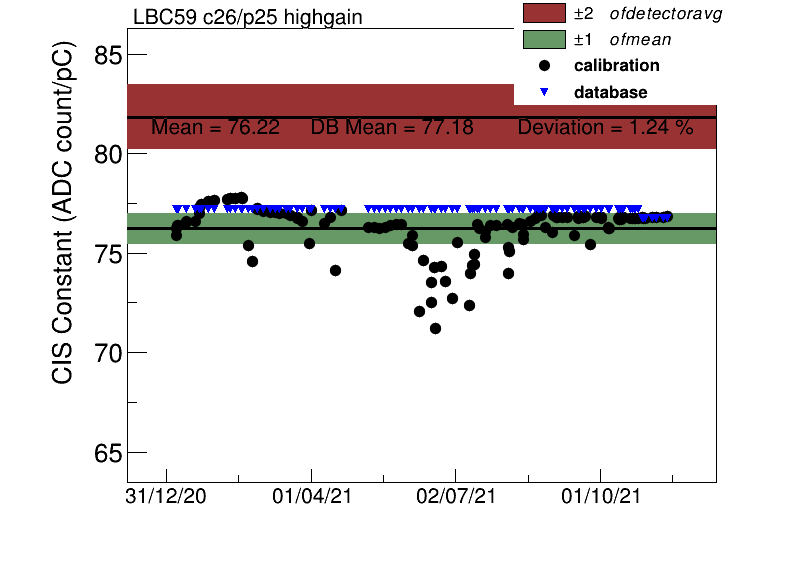 LBC59 c26/p25 highgain
±2 ofdetectoravg
±1 ofmean
calibration
database
CIS Constant (ADC count/pC)
85
80
75
70
65
Mean = 76.22 DB Mean = 77.18 Deviation = 1.24 %
31/12/20 01/04/21 02/07/21 01/10/21